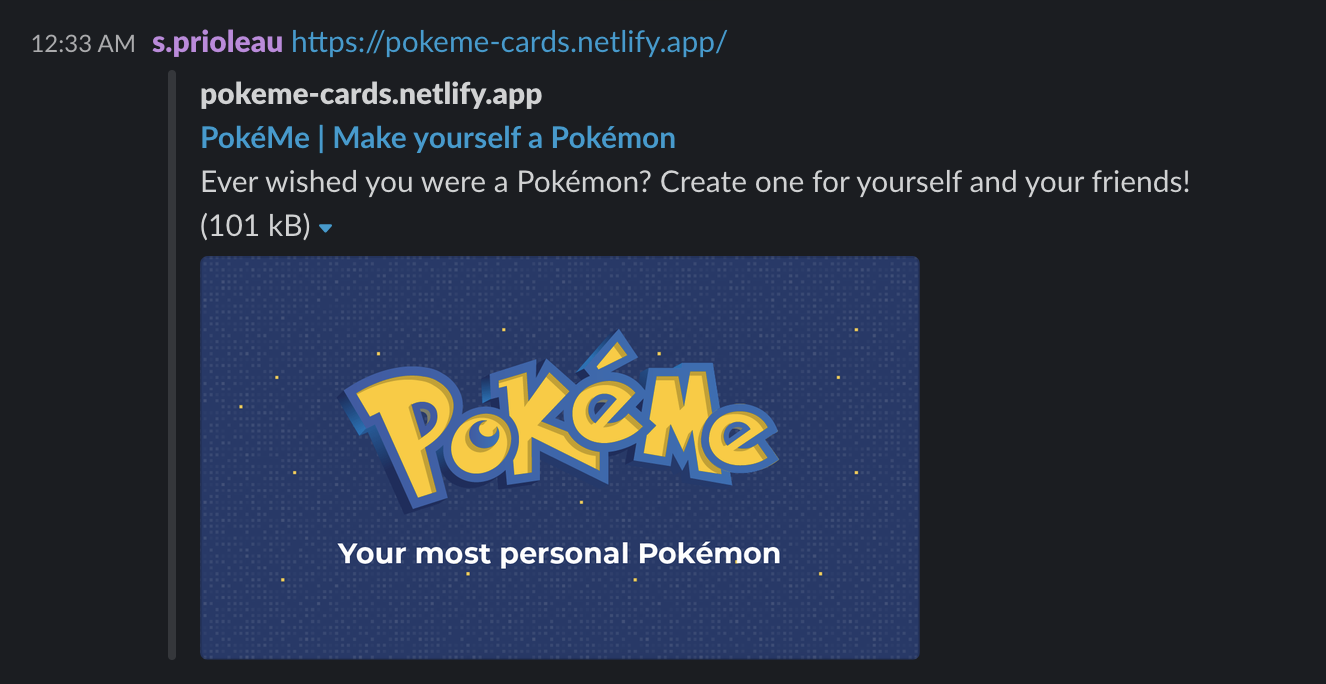 12:33 AM s.prioleau https://pokeme-cards.netlify.app/
pokeme-cards.netlify.app
PokéMe | Make yourself a Pokémon
Ever wished you were a Pokémon? Create one for yourself and your friends!
(101 kB)
PoKéMe
Your most personal Pokémon